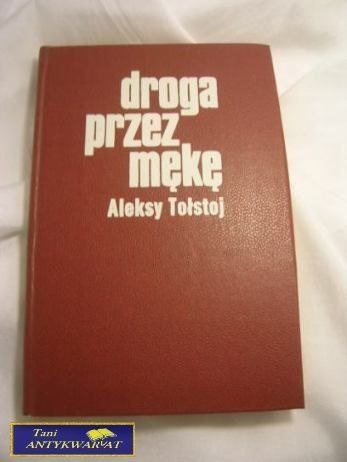 droga
przez
mękę
Aleksy Tołstoj
Tani
ANTYKWARIAT